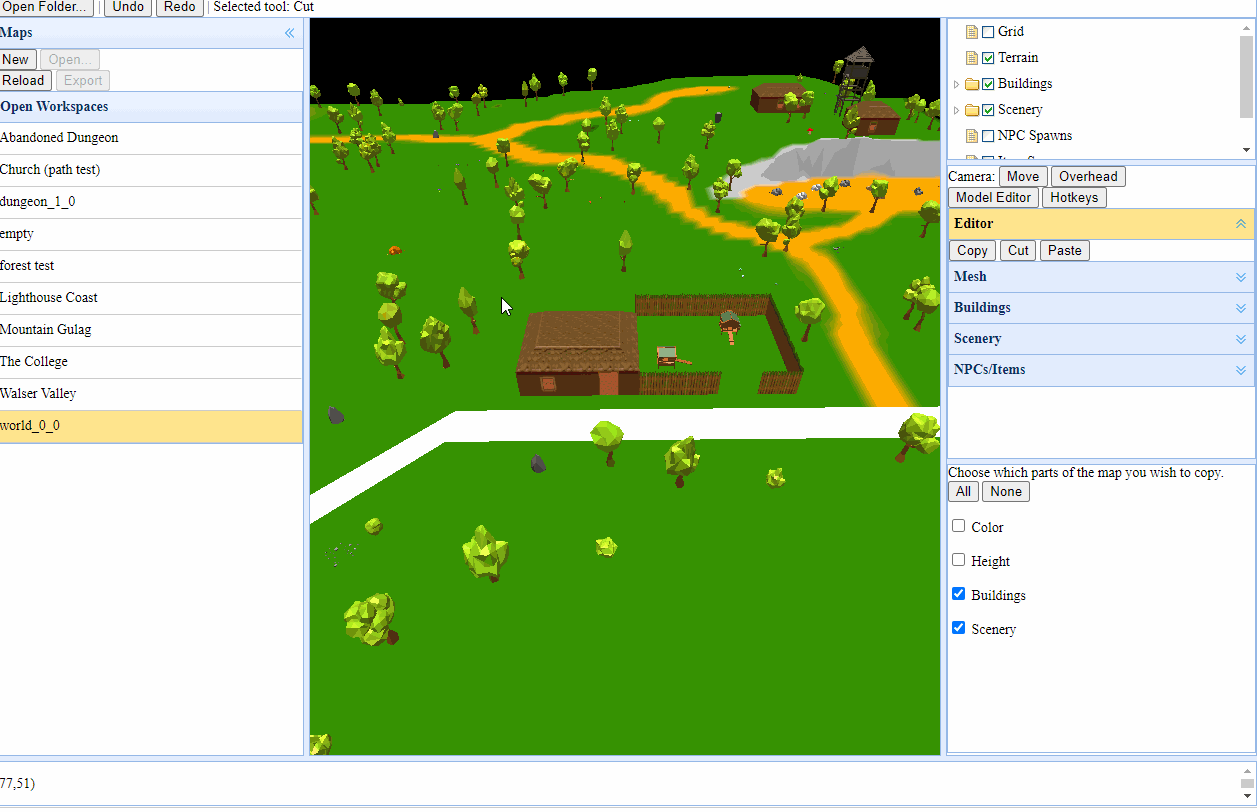 Open Folder... Undo Redo Selected tool: Cut
Maps
New Open...
Reload Export
Open Workspaces
Abandoned Dungeon
Church (path test)
dungeon_1_0
empty
forest test
Lighthouse Coast
Mountain Gulag
The College
Walser Valley
world_0_0
Grid
Terrain
Buildings
Scenery
NPC Spawns
Camera: Move Overhead
Model Editor Hotkeys
Editor
Copy Cut Paste
Mesh
Buildings
Scenery
NPCs/Items
Choose which parts of the map you wish to copy.
All None
Color
Height
Buildings
Scenery
77,51)